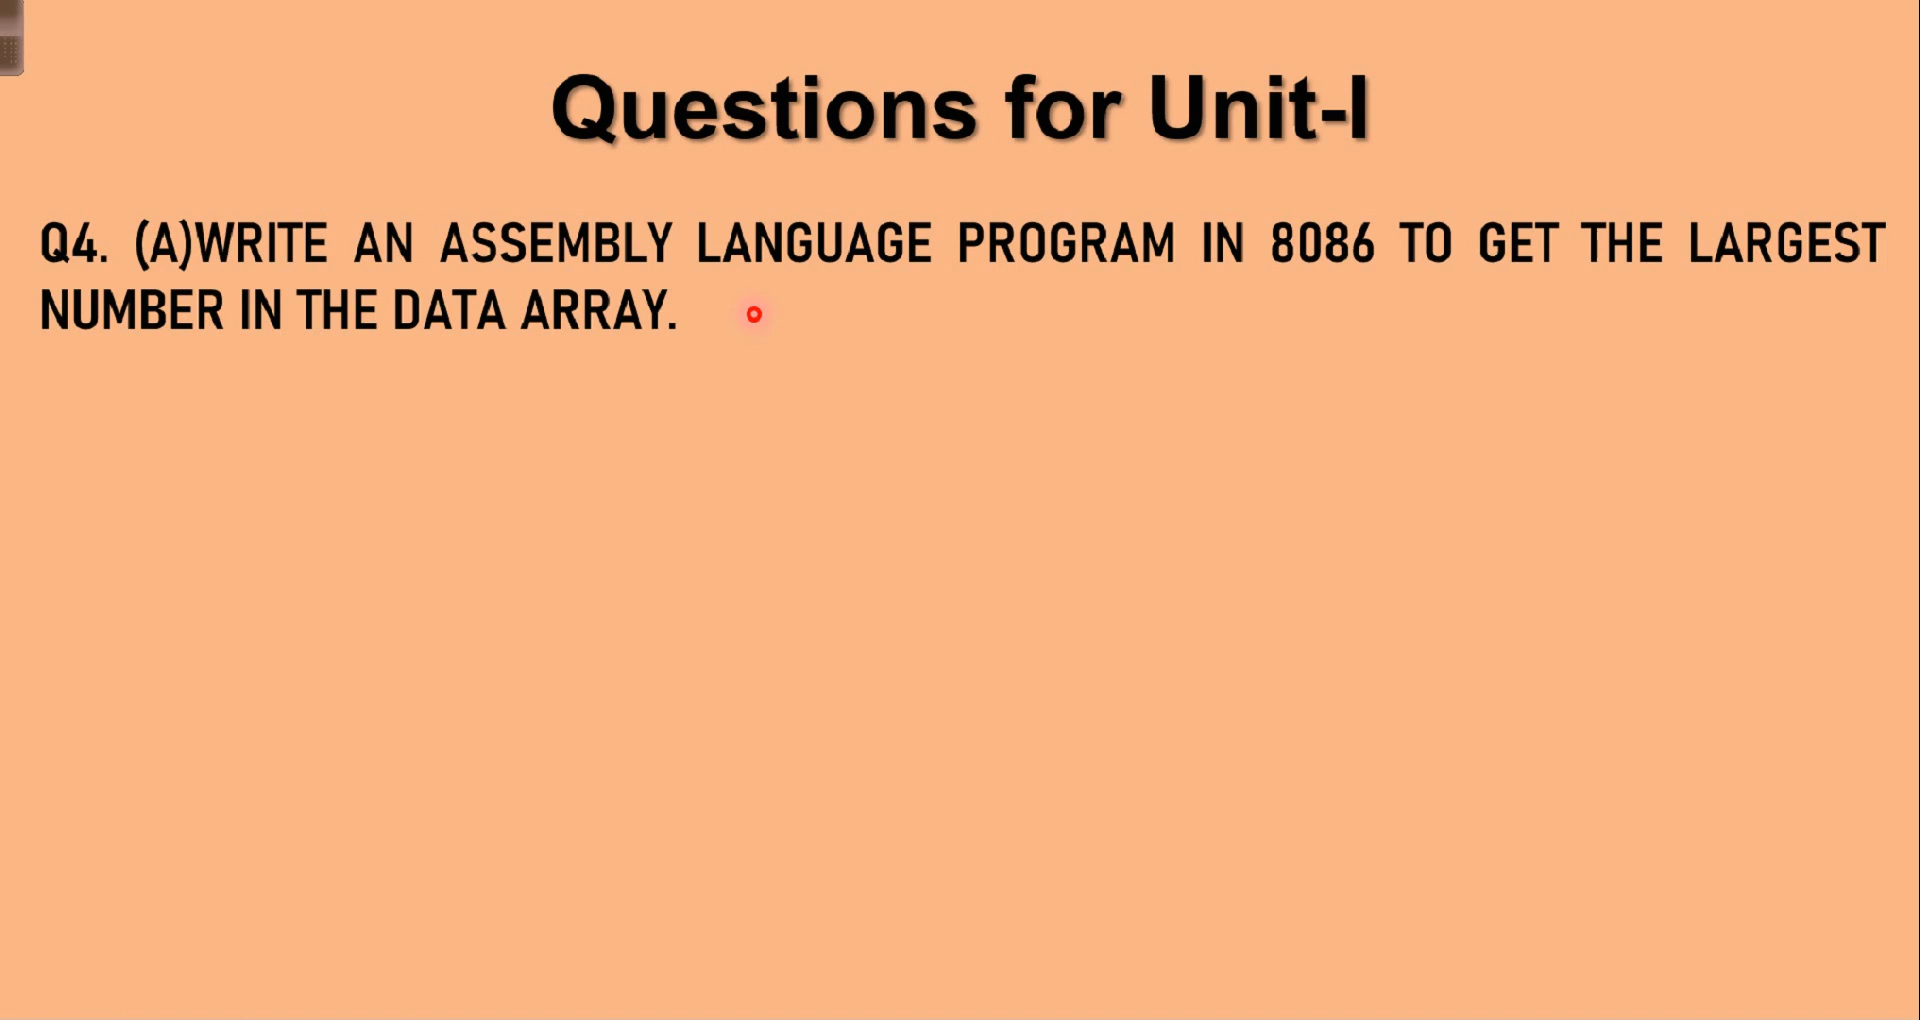 Questions for Unit-I
Q4. (A)WRITE AN ASSEMBLY LANGUAGE PROGRAM IN 8086 TO GET THE LARGEST
NUMBER IN THE DATA ARRAY.